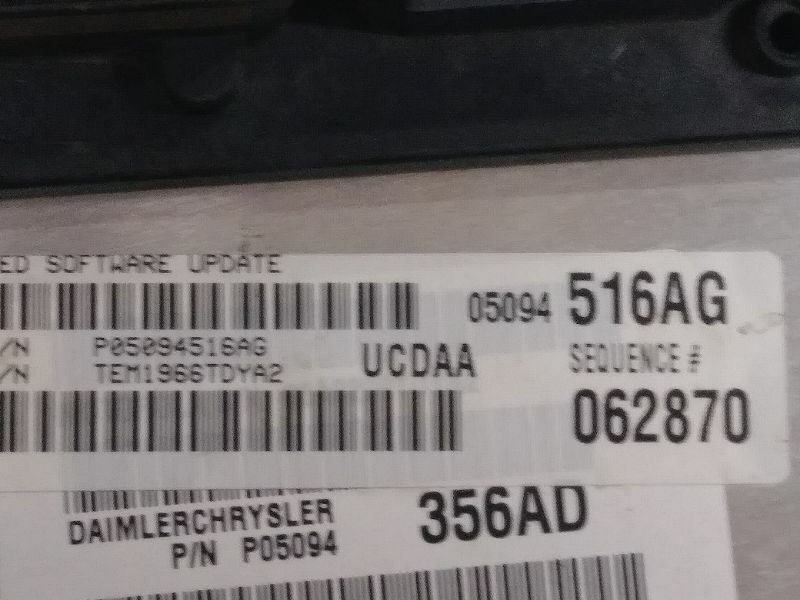 ED SOFTWARE UPDATE
05094 516AG
/N P05094516AG
/N TEM1966TDYA2
UCDAA
SEQUENCE #
062870
DAIMLERCHRYSLER
P/N P05094
356AD